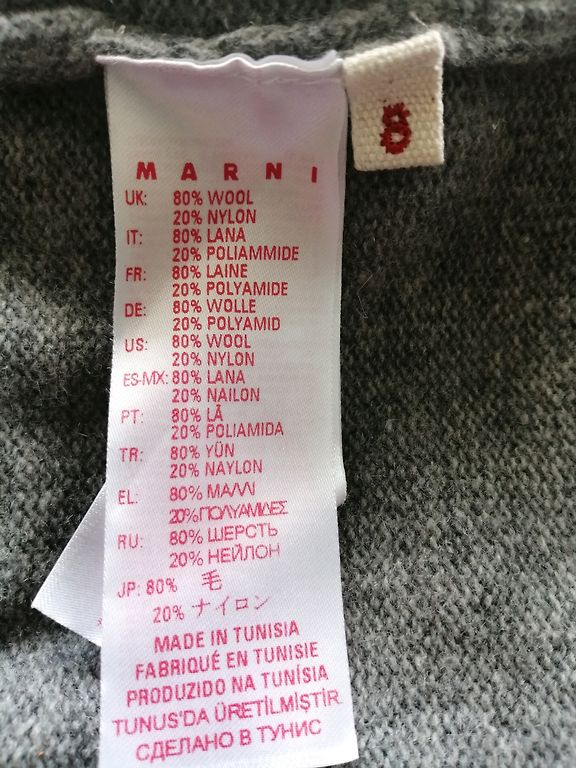 8
MARNI
UK: 80% WOOL
20% NYLON
IT: 80% LANA
20% POLIAMMIDE
FR: 80% LAINE
20% POLYAMIDE
DE: 80% WOLLE
20% POLYAMID
US: 80% WOOL
20% NYLON
ES-MX: 80% LANA
20% NAILON
PT: 80% LÃ
20% POLIAMIDA
TR: 80% YÜN
20% NAYLON
EL: 80% ΜΑΛΛΙ
20% ΠΟΛΥΑΜΙΔΕΣ
RU: 80% ШЕРСТЬ
20% НЕЙЛОН
JP: 80% 毛
20% ナイロン
MADE IN TUNISIA
FABRIQUÉ EN TUNISIE
PRODUZIDO NA TUNÍSIA
TUNUS'DA ÜRETİLMİŞTİR
СДЕЛАНО В ТУНИС